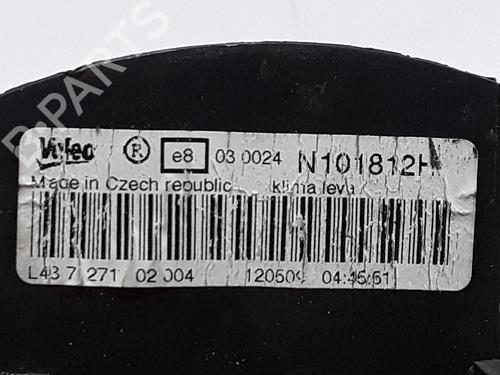 Valeo R e8 03 0024 N101812H
Made in Czech republic klima leva
L43 7 271 02 004 120509 04:45:51
B-PARTS